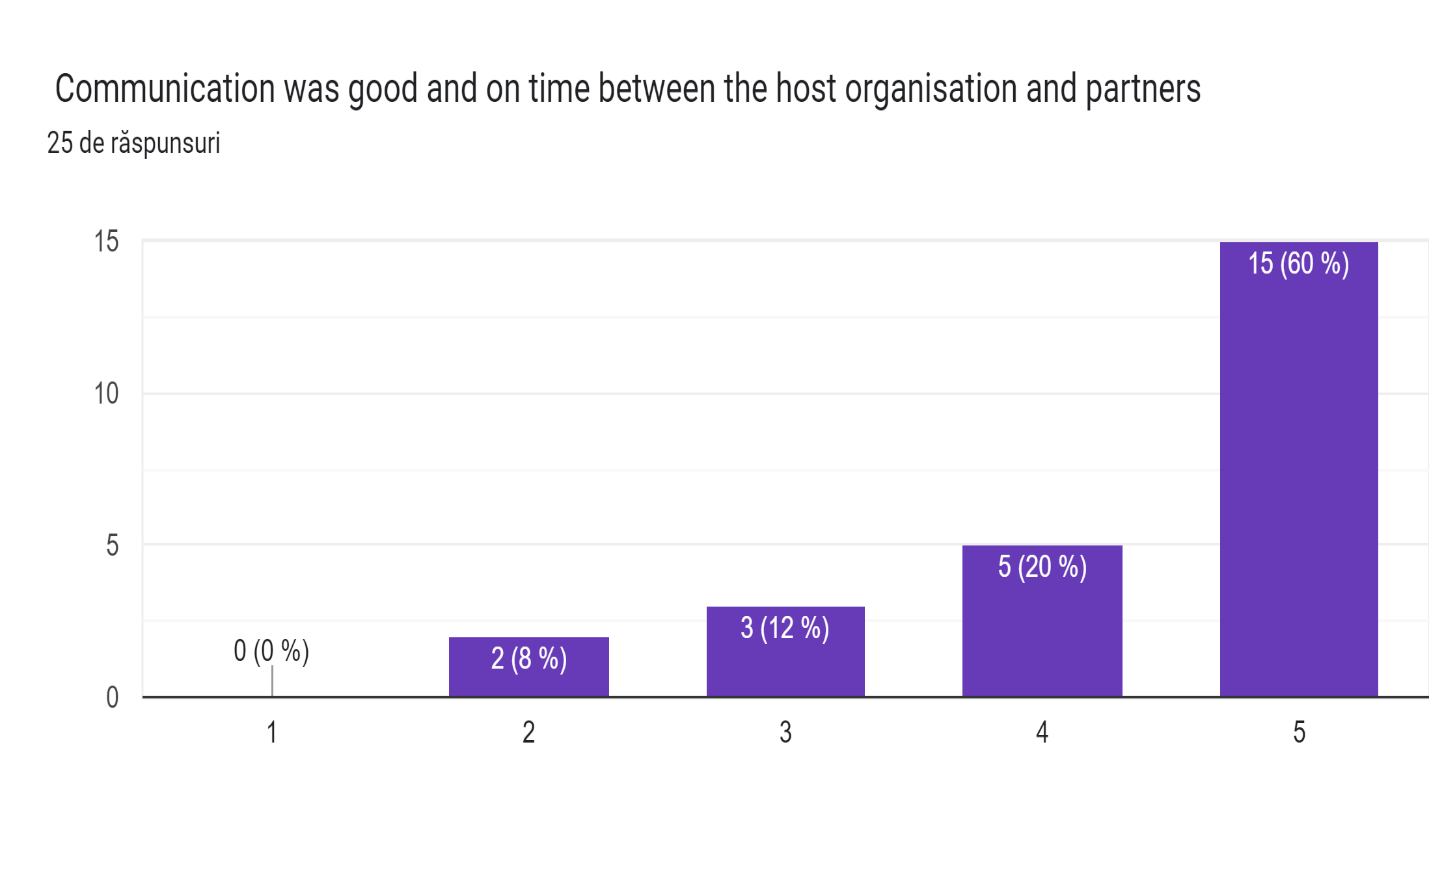 Communication was good and on time between the host organisation and partners
25 de răspunsuri
15
10
5
0
0 (0 %)
2 (8 %)
3 (12 %)
5 (20 %)
15 (60 %)
1
2
3
4
5